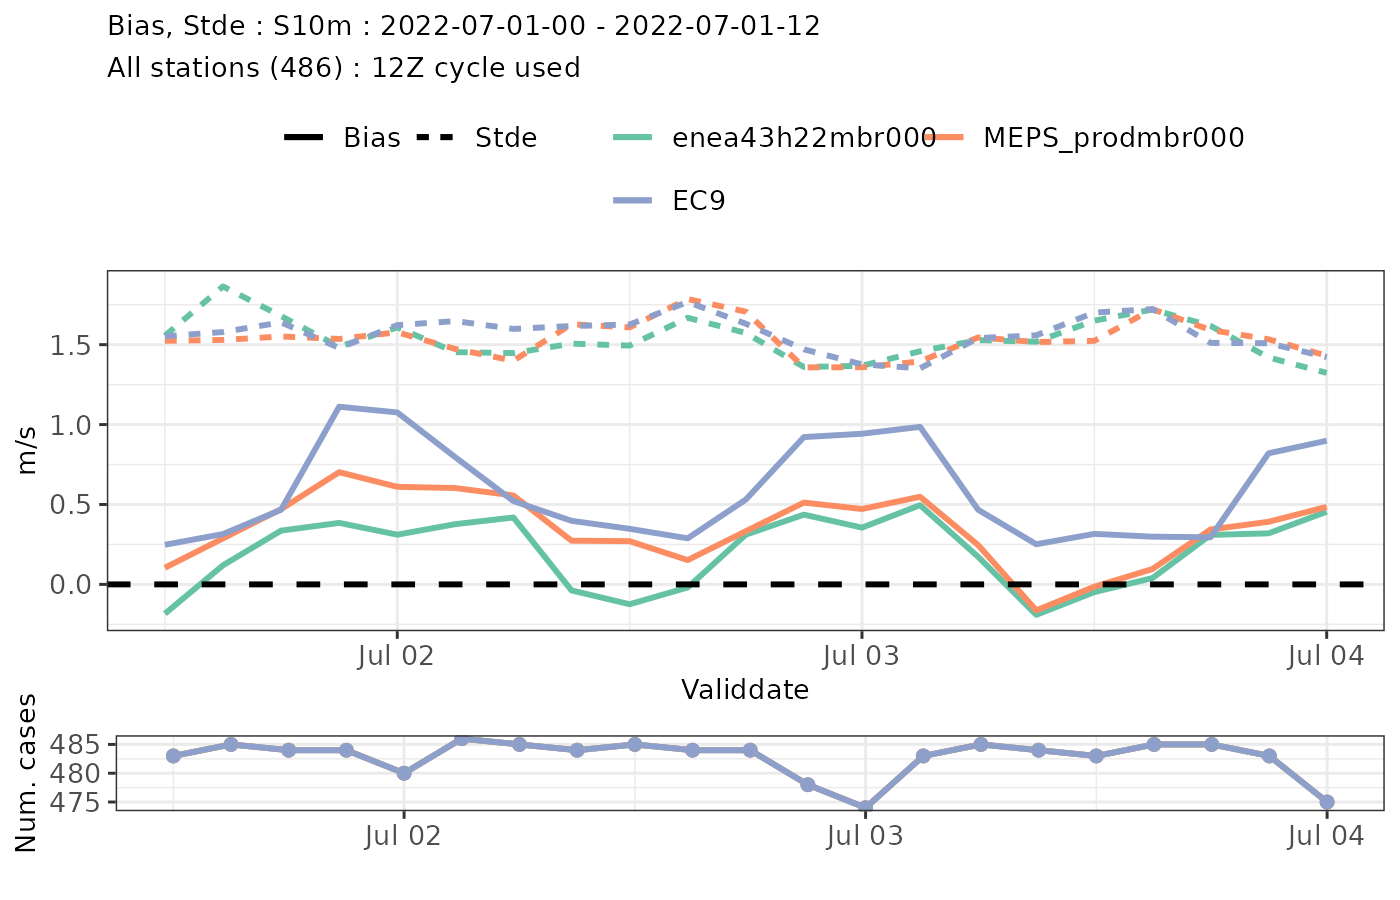 Bias, Stde : S10m : 2022-07-01-00 - 2022-07-01-12
All stations (486) : 12Z cycle used
Bias Stde enea43h22mbr000 MEPS_prodmbr000
EC9
m/s
1.5
1.0
0.5
0.0
Jul 02 Jul 03 Jul 04
Validdate
Num. cases
485
480
475
Jul 02 Jul 03 Jul 04